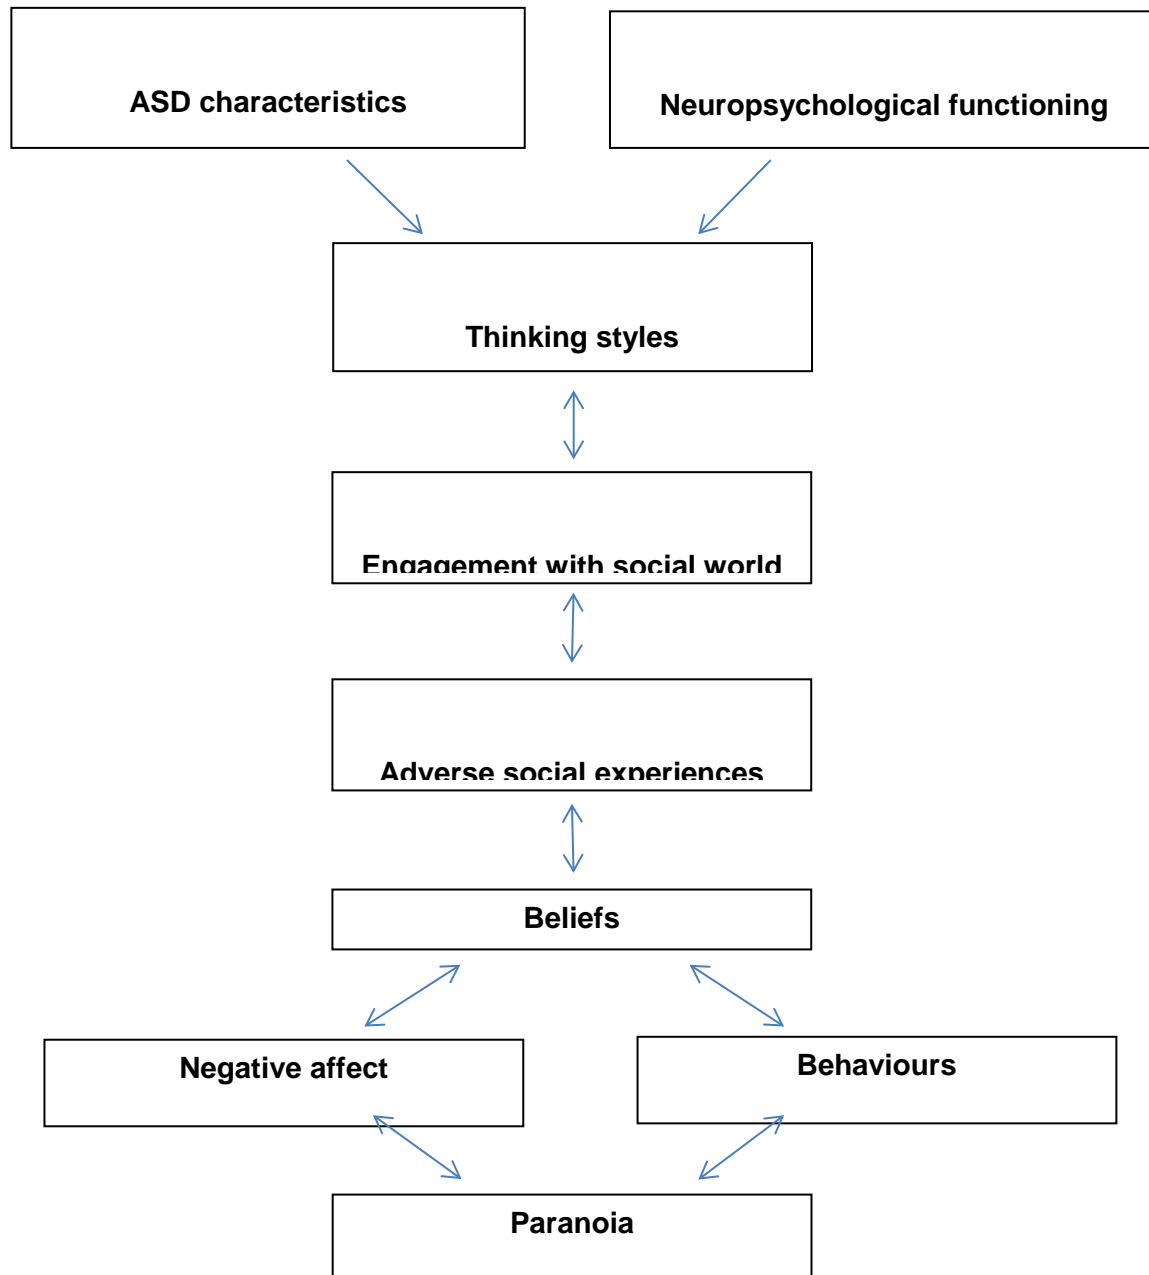 ASD characteristics
Neuropsychological functioning
Thinking styles
Engagement with social world
Adverse social experiences
Beliefs
Negative affect
Behaviours
Paranoia